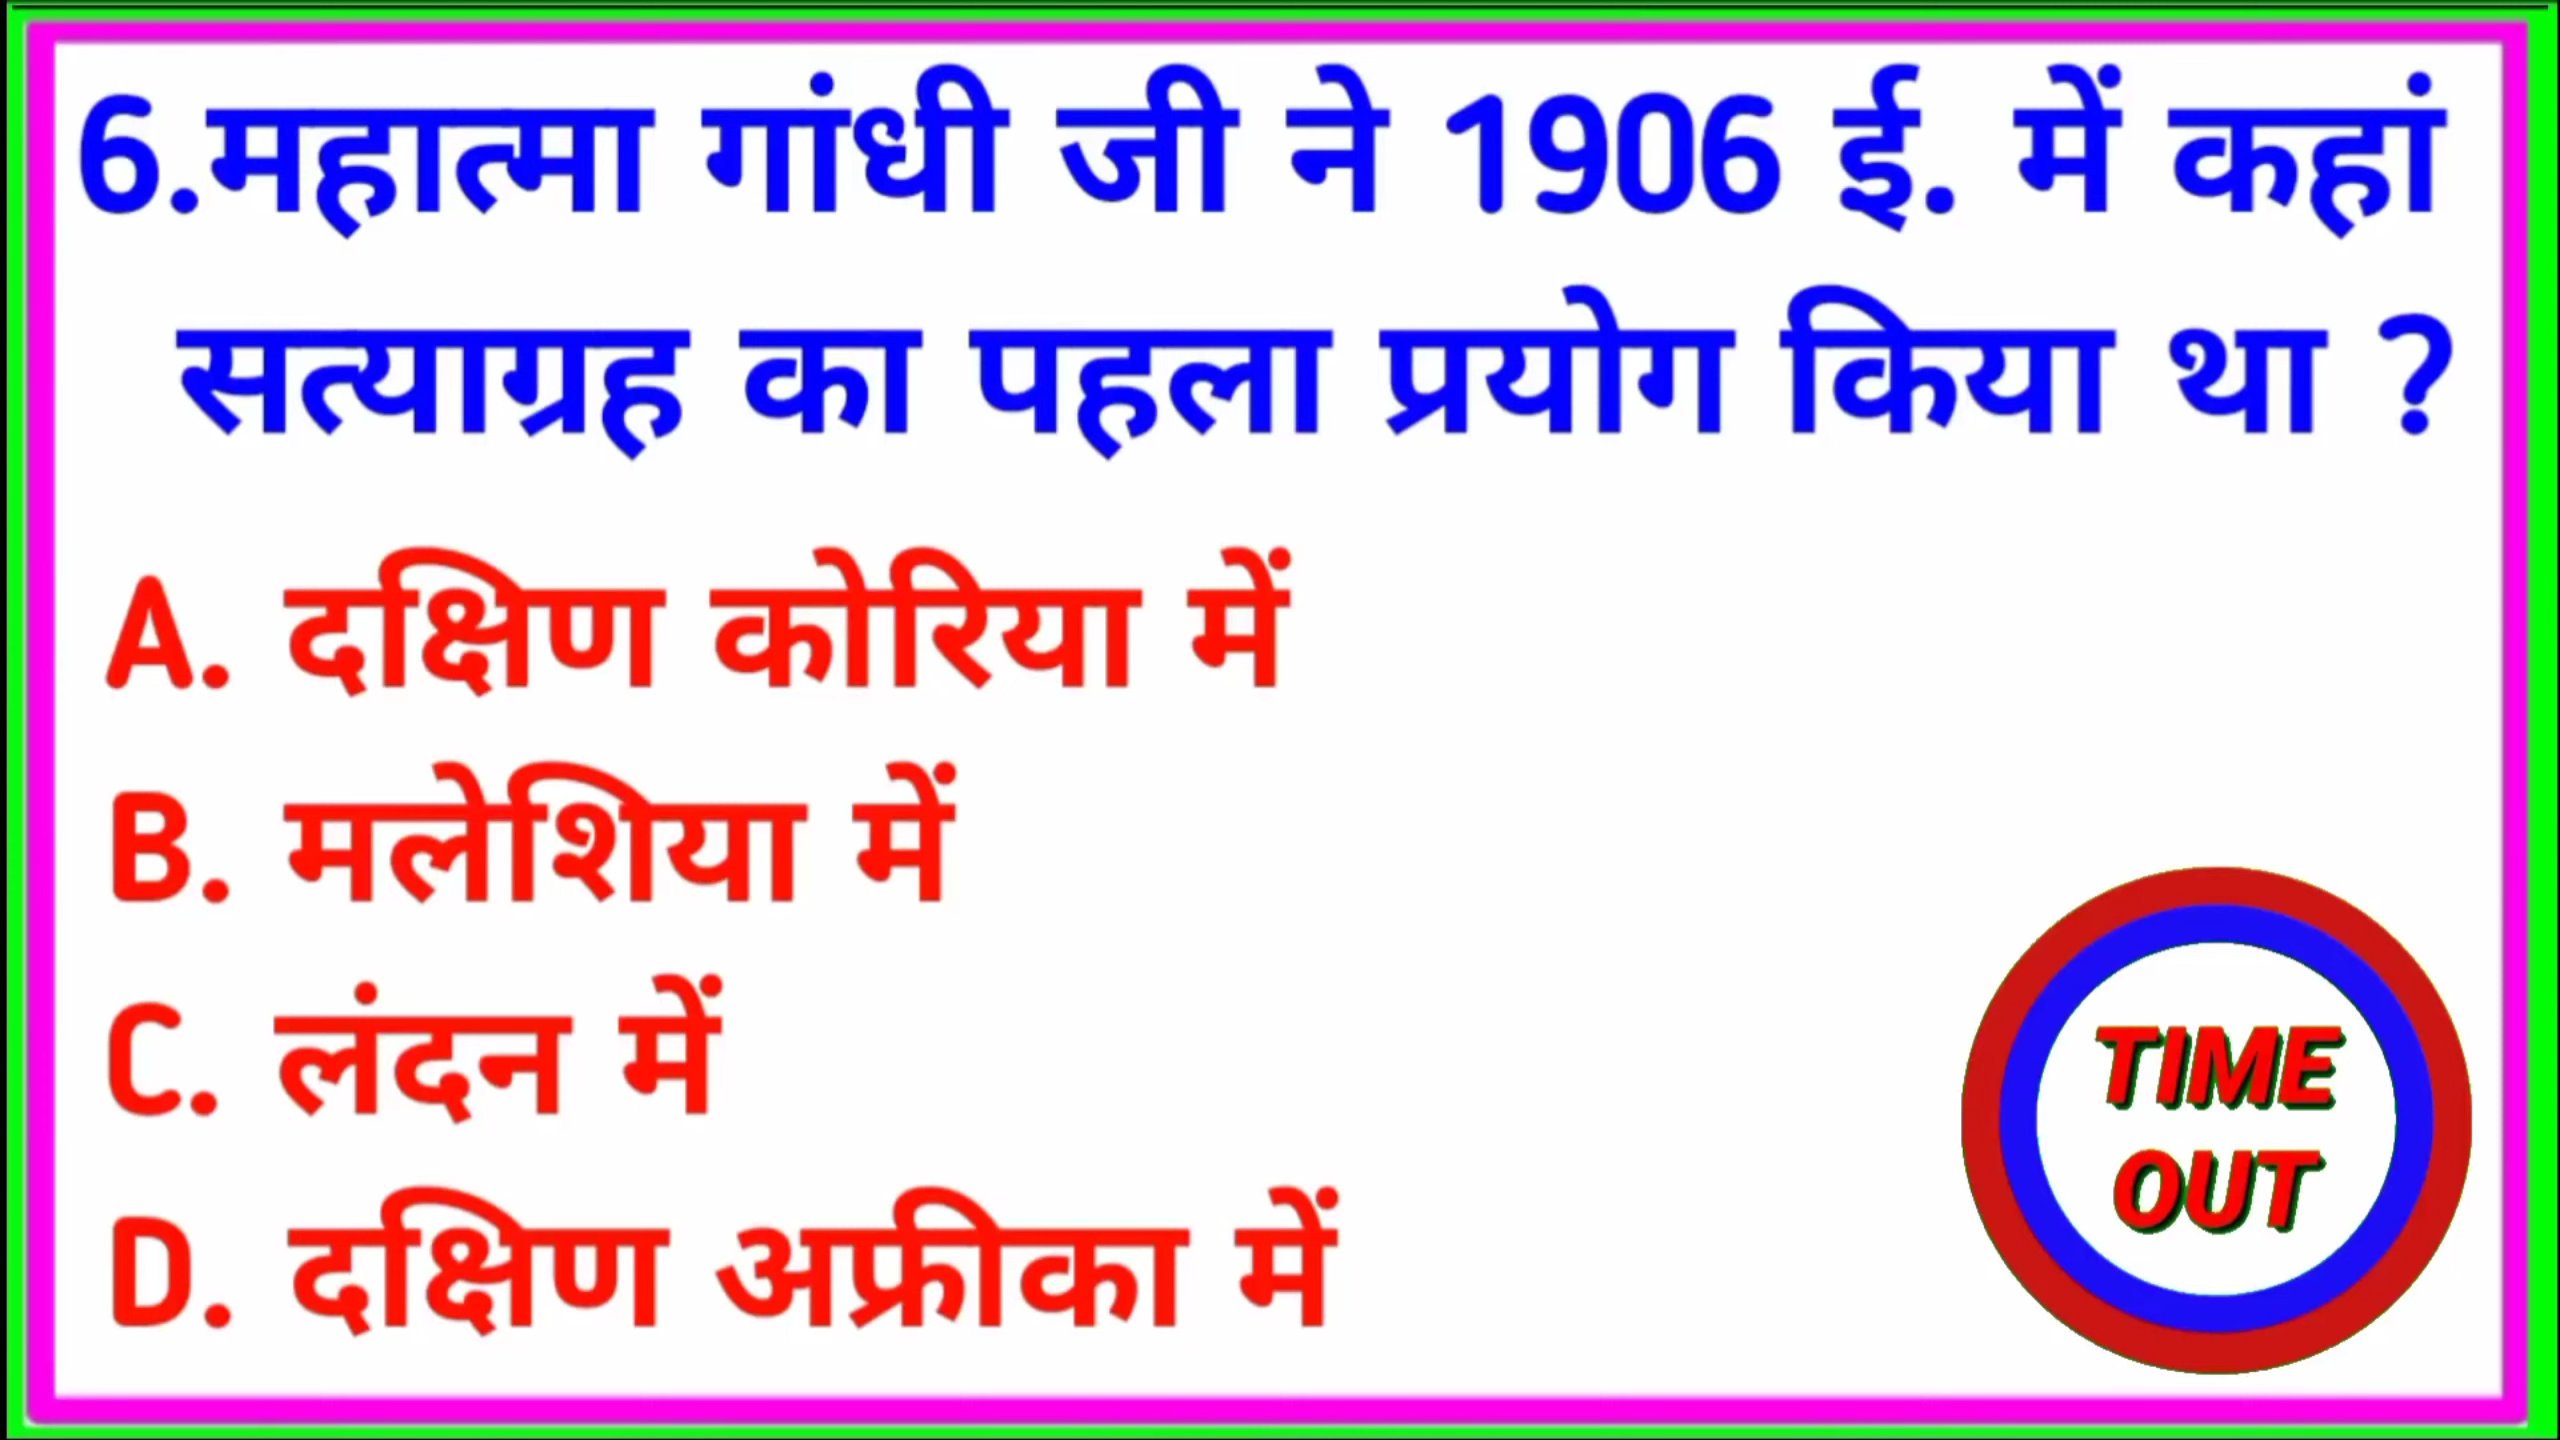 6.महात्मा गांधी जी ने 1906 ई. में कहां
सत्याग्रह का पहला प्रयोग किया था ?
A. दक्षिण कोरिया में
B. मलेशिया में
C. लंदन में
D. दक्षिण अफ्रीका में
TIME
OUT